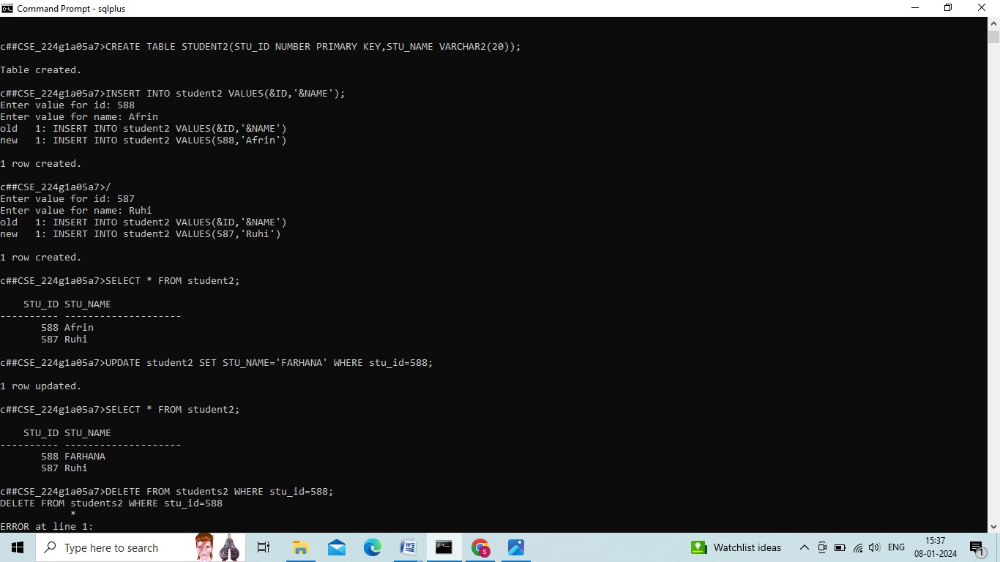 Command Prompt - sqlplus
c##CSE_224g1a05a7>CREATE TABLE STUDENT2(STU_ID NUMBER PRIMARY KEY,STU_NAME VARCHAR2(20));
Table created.
c##CSE_224g1a05a7>INSERT INTO student2 VALUES(&ID,'&NAME');
Enter value for id: 588
Enter value for name: Afrin
old   1: INSERT INTO student2 VALUES(&ID,'&NAME')
new   1: INSERT INTO student2 VALUES(588,'Afrin')
1 row created.
c##CSE_224g1a05a7>/
Enter value for id: 587
Enter value for name: Ruhi
old   1: INSERT INTO student2 VALUES(&ID,'&NAME')
new   1: INSERT INTO student2 VALUES(587,'Ruhi')
1 row created.
c##CSE_224g1a05a7>SELECT * FROM student2;
    STU_ID STU_NAME
---------- --------------------
       588 Afrin
       587 Ruhi
c##CSE_224g1a05a7>UPDATE student2 SET STU_NAME='FARHANA' WHERE stu_id=588;
1 row updated.
c##CSE_224g1a05a7>SELECT * FROM student2;
    STU_ID STU_NAME
---------- --------------------
       588 FARHANA
       587 Ruhi
c##CSE_224g1a05a7>DELETE FROM students2 WHERE stu_id=588;
DELETE FROM students2 WHERE stu_id=588
            *
ERROR at line 1:
Type here to search
Watchlist ideas
ENG
15:37
08-01-2024
1